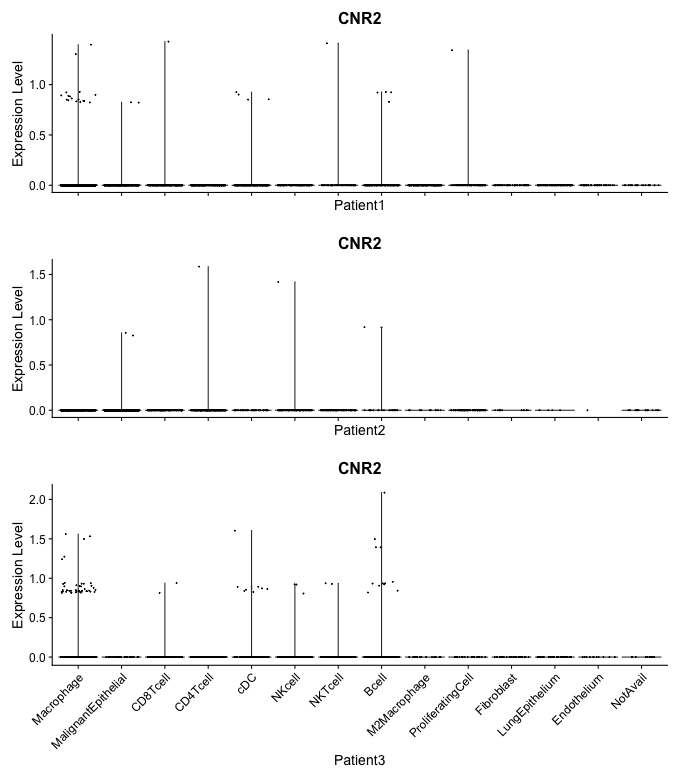 CNR2
Expression Level
1.0
0.5
0.0
Patient1
CNR2
Expression Level
1.5
1.0
0.5
0.0
Patient2
CNR2
Expression Level
2.0
1.5
1.0
0.5
0.0
Macrophage
MalignantEpithelial
CD8Tcell
CD4Tcell
cDC
NKcell
NKTcell
Bcell
M2Macrophage
ProliferatingCell
Fibroblast
LungEpithelium
Endothelium
NotAvail
Patient3